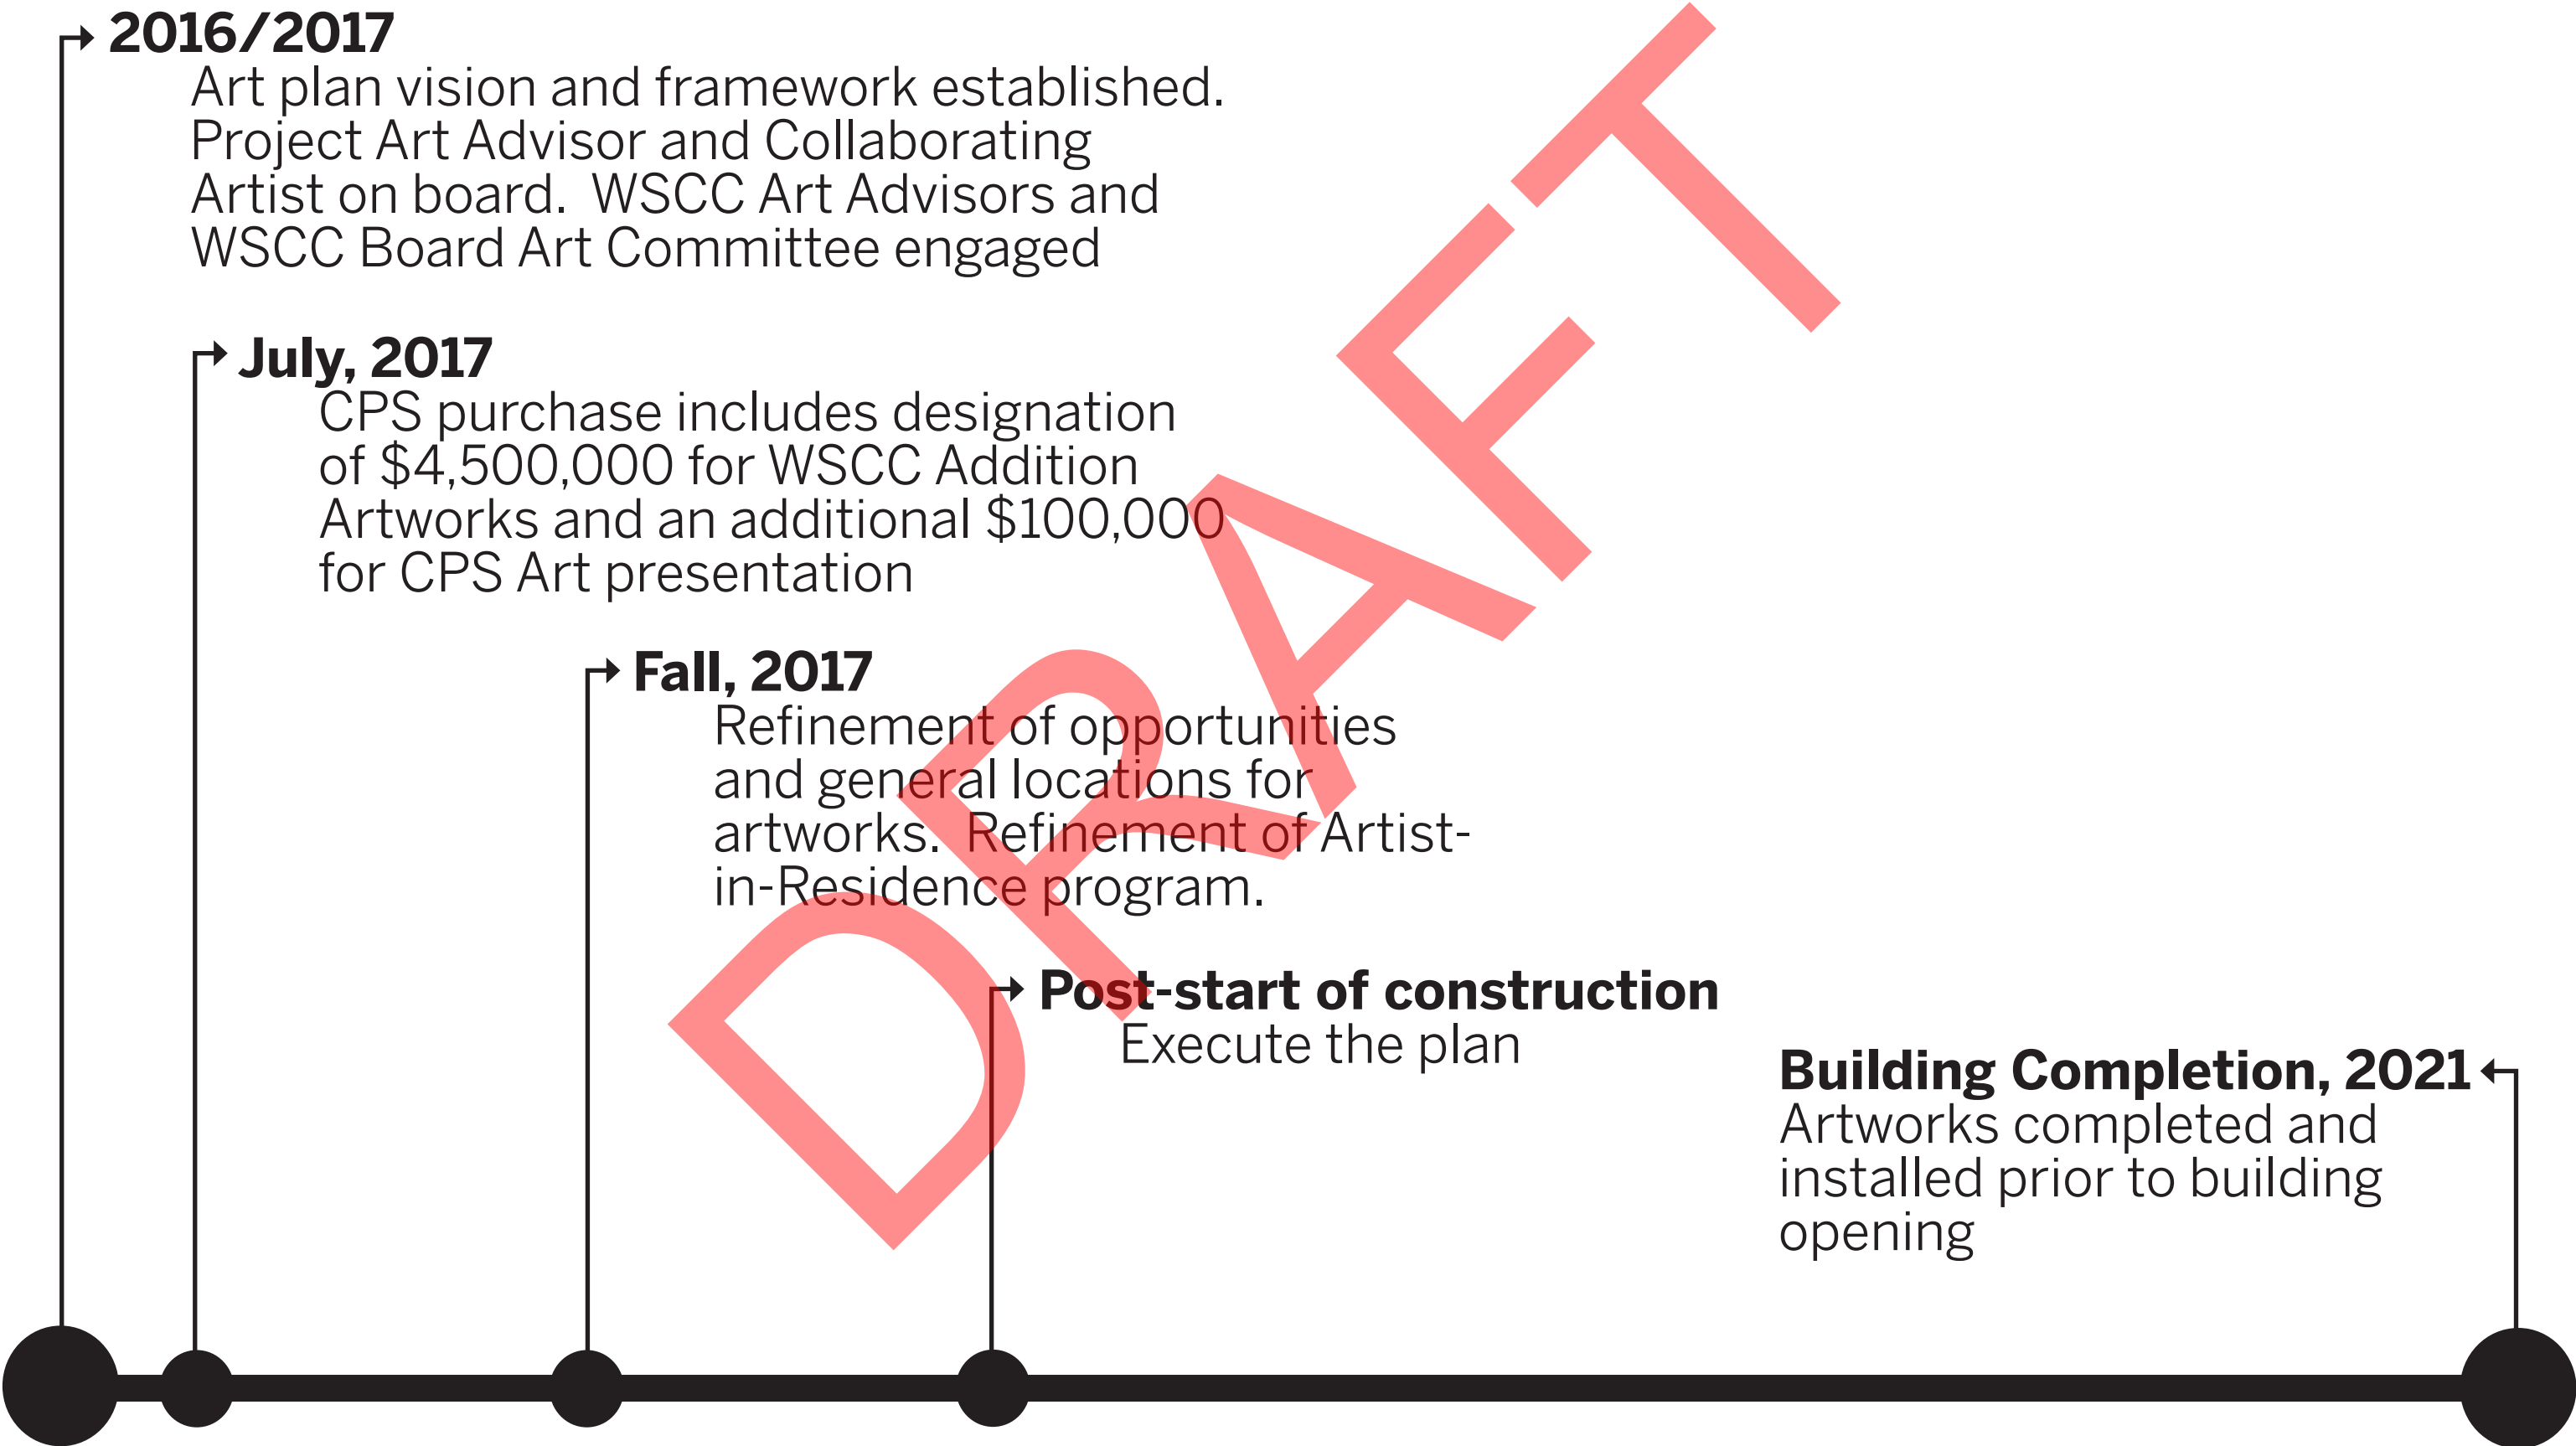 2016/2017
Art plan vision and framework established.
Project Art Advisor and Collaborating
Artist on board.  WSCC Art Advisors and
WSCC Board Art Committee engaged
July, 2017
CPS purchase includes designation
of $4,500,000 for WSCC Addition
Artworks and an additional $100,000
for CPS Art presentation
Fall, 2017
Refinement of opportunities
and general locations for
artworks.  Refinement of Artist-
in-Residence program.
Post-start of construction
Execute the plan
Building Completion, 2021
Artworks completed and
installed prior to building
opening
DRAFT